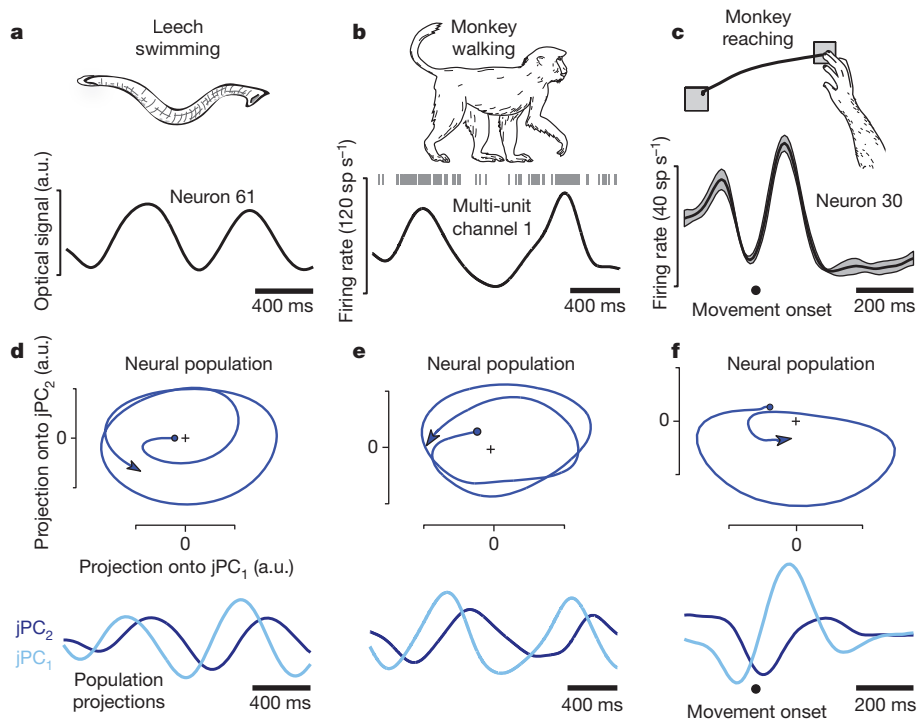 a
Leech
swimming
Optical signal (a.u.)
Neuron 61
400 ms
b
Monkey
walking
Firing rate (120 sp s⁻¹)
Multi-unit
channel 1
400 ms
c
Monkey
reaching
Firing rate (40 sp s⁻¹)
Neuron 30
Movement onset
200 ms
d
Neural population
Projection onto jPC₂ (a.u.)
0
0
Projection onto jPC₁ (a.u.)
jPC₂
jPC₁
Population
projections
400 ms
e
Neural population
0
0
400 ms
f
Neural population
0
0
Movement onset
200 ms